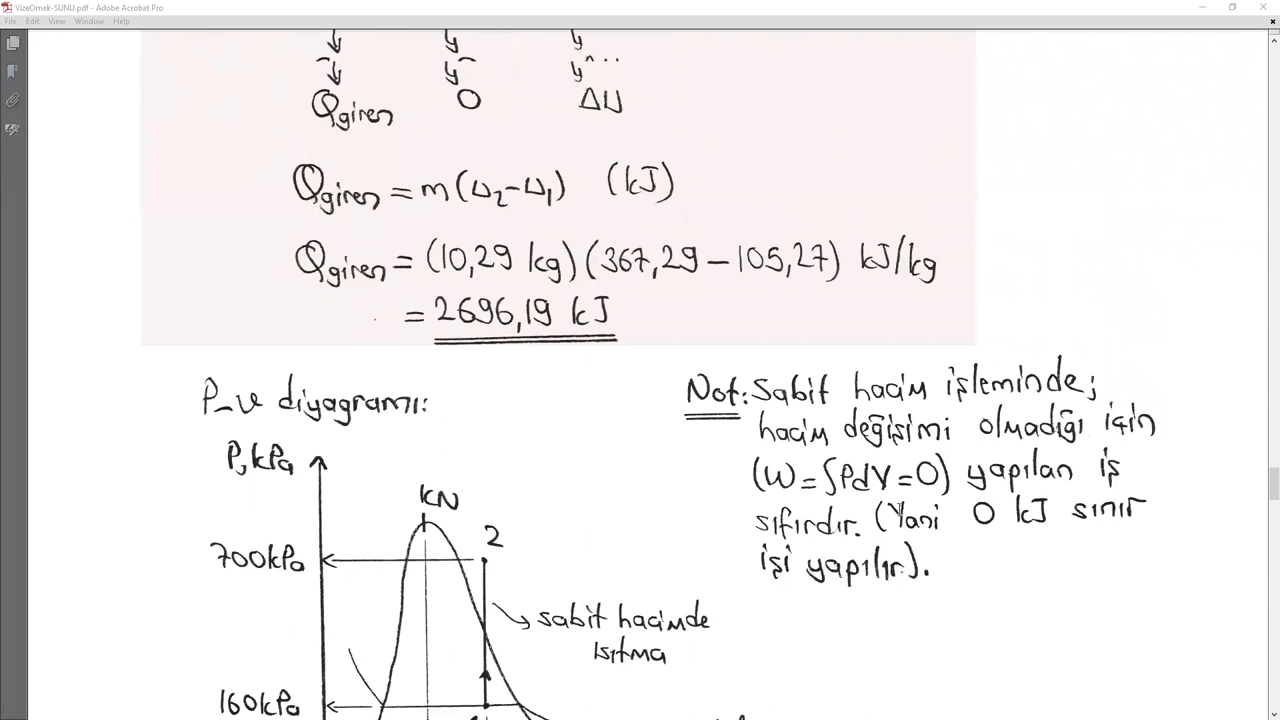 VizeOrnek-SUNU.pdf - Adobe Acrobat Pro
File Edit View Window Help
Qgiren 0 ΔU
Qgiren = m(u₂-u₁) (kJ)
Qgiren = (10,29 kg) (367,29 - 105,27) kJ/kg
= 2696,19 kJ
P-v diyagramı:
P, kPa
KN
2
700kPa
sabit hacimde
ısıtma
160kPa
Not: Sabit hacim işleminde;
hacim değişimi olmadığı için
(W = ∫PdV = 0) yapılan iş
sıfırdır. (Yani 0 kJ sınır
işi yapılır).